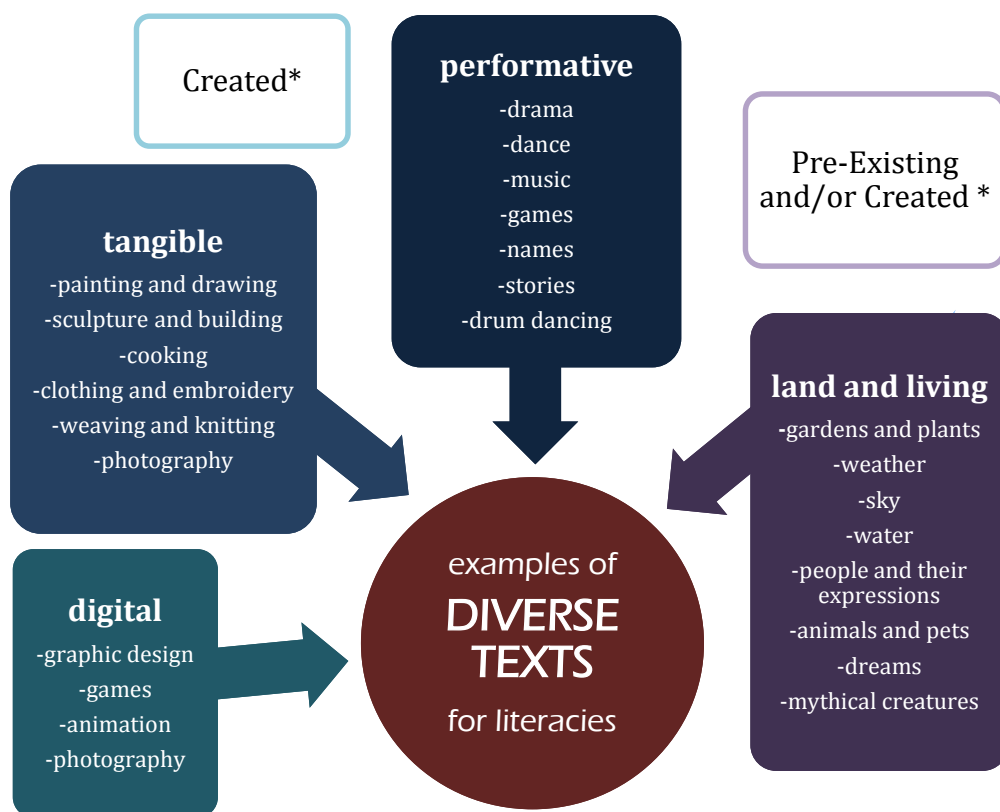 Created*
performative
-drama
-dance
-music
-games
-names
-stories
-drum dancing
Pre-Existing
and/or Created *
tangible
-painting and drawing
-sculpture and building
-cooking
-clothing and embroidery
-weaving and knitting
-photography
land and living
-gardens and plants
-weather
-sky
-water
-people and their
expressions
-animals and pets
-dreams
-mythical creatures
digital
-graphic design
-games
-animation
-photography
examples of
DIVERSE
TEXTS
for literacies